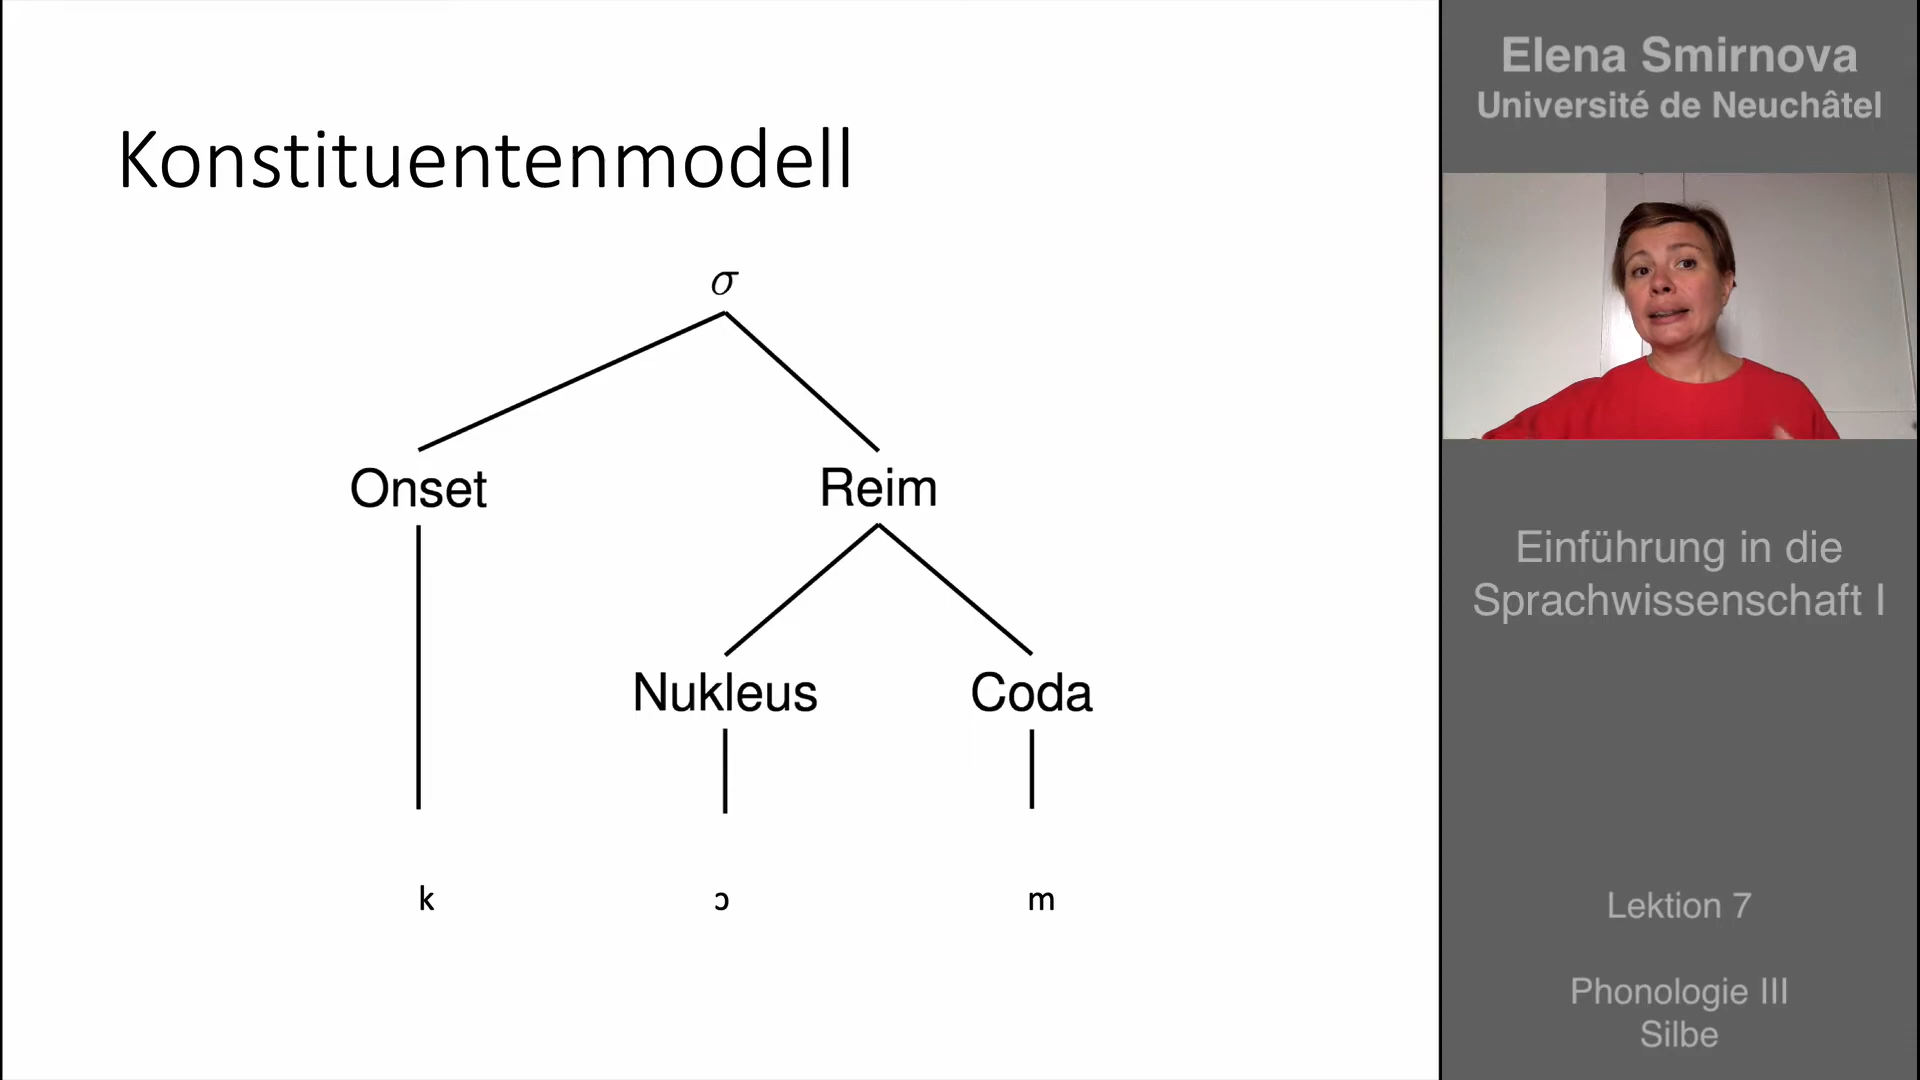 Konstituentenmodell
σ
Onset Reim
Nukleus Coda
k ɔ m
Elena Smirnova
Université de Neuchâtel
Einführung in die
Sprachwissenschaft I
Lektion 7
Phonologie III
Silbe